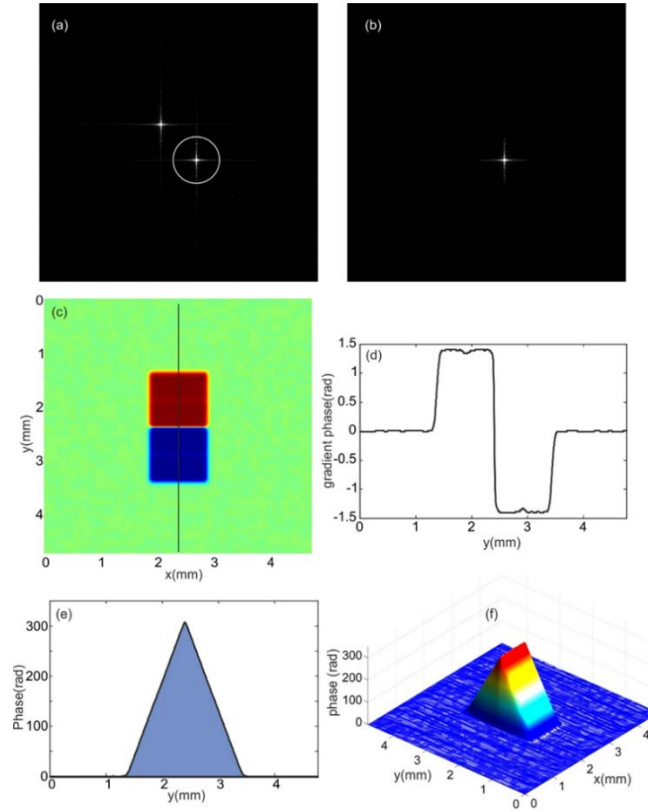 (a)
(b)
(c)
0
1
2
3
4
y(mm)
0 1 2 3 4
x(mm)
(d)
1.5
1
0.5
0
-0.5
-1
-1.5
gradient phase(rad)
0 1 2 3 4
y(mm)
(e)
300
200
100
0
Phase(rad)
0 1 2 3 4
y(mm)
(f)
300
200
100
0
phase (rad)
4 3 2 1 0
y(mm)
0 1 2 3 4
x(mm)